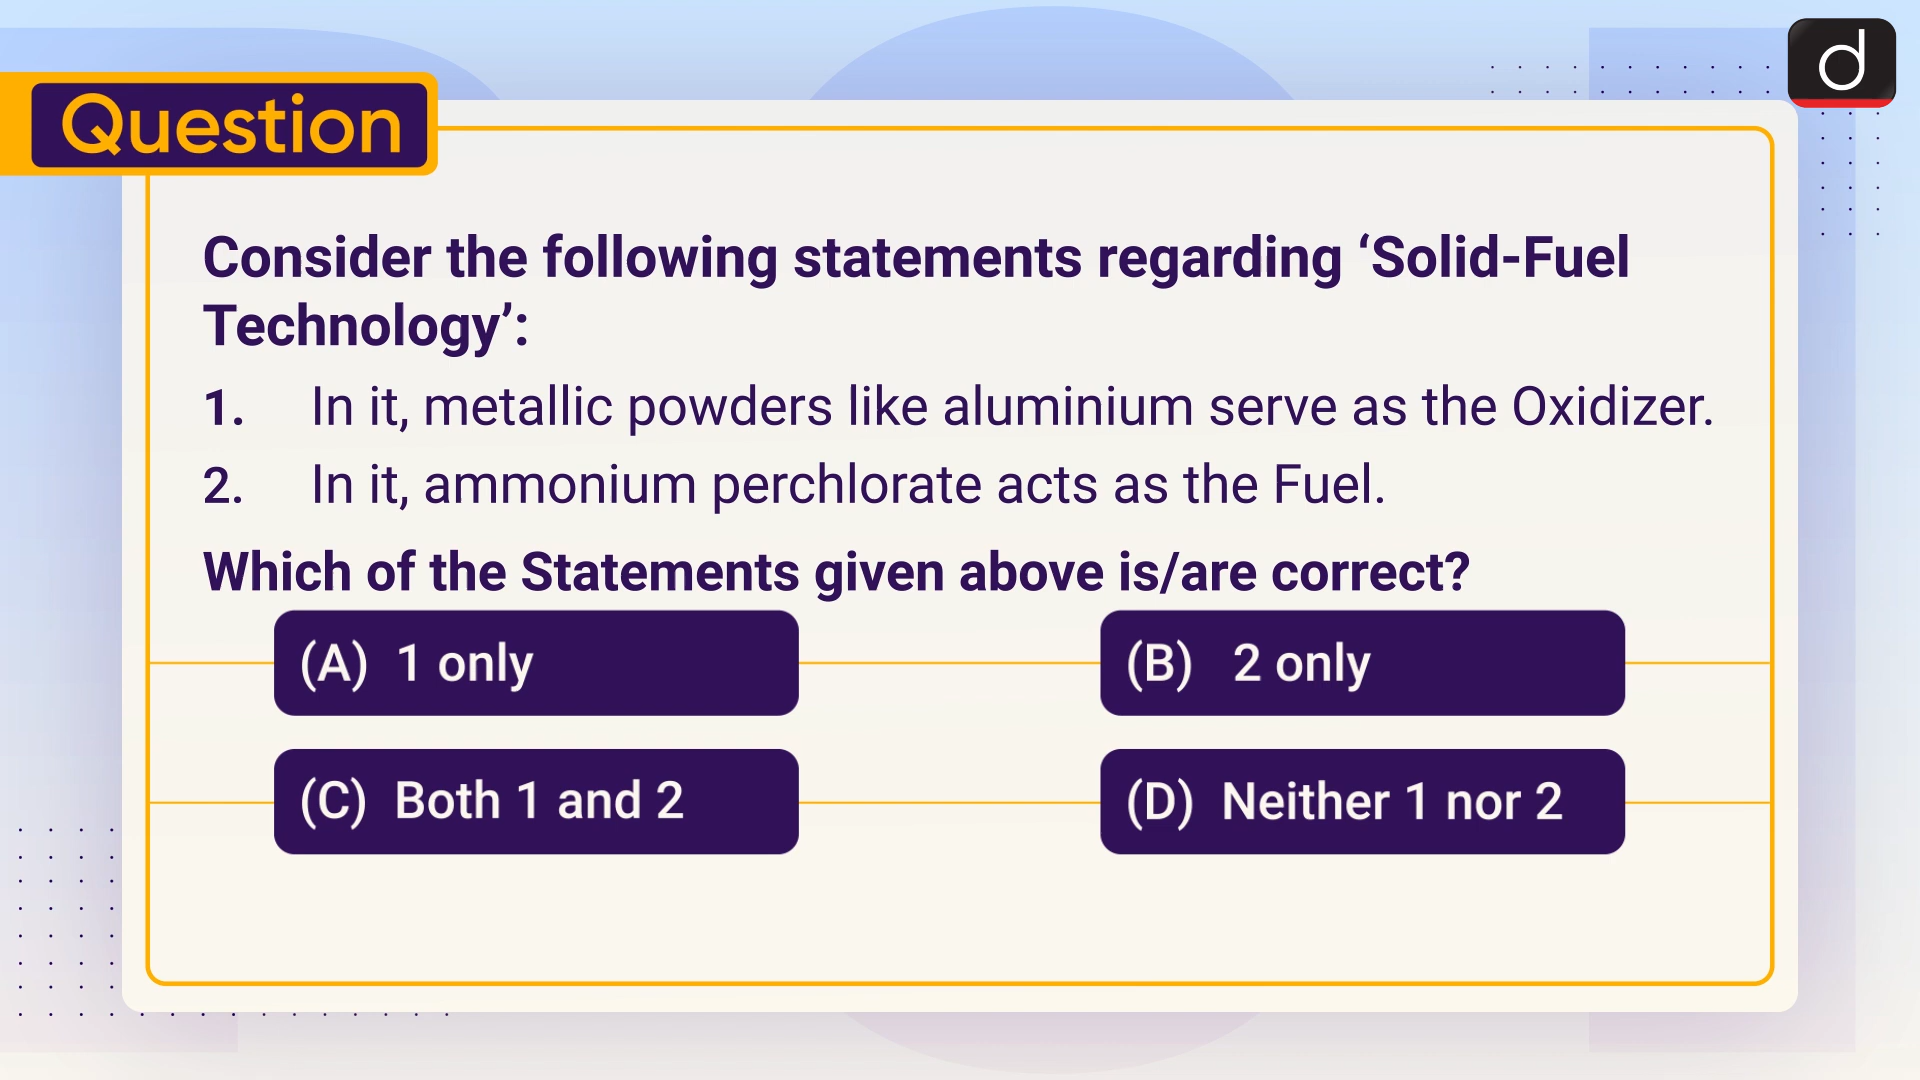 Question
d
Consider the following statements regarding ‘Solid-Fuel
Technology’:
1. In it, metallic powders like aluminium serve as the Oxidizer.
2. In it, ammonium perchlorate acts as the Fuel.
Which of the Statements given above is/are correct?
(A) 1 only
(B) 2 only
(C) Both 1 and 2
(D) Neither 1 nor 2